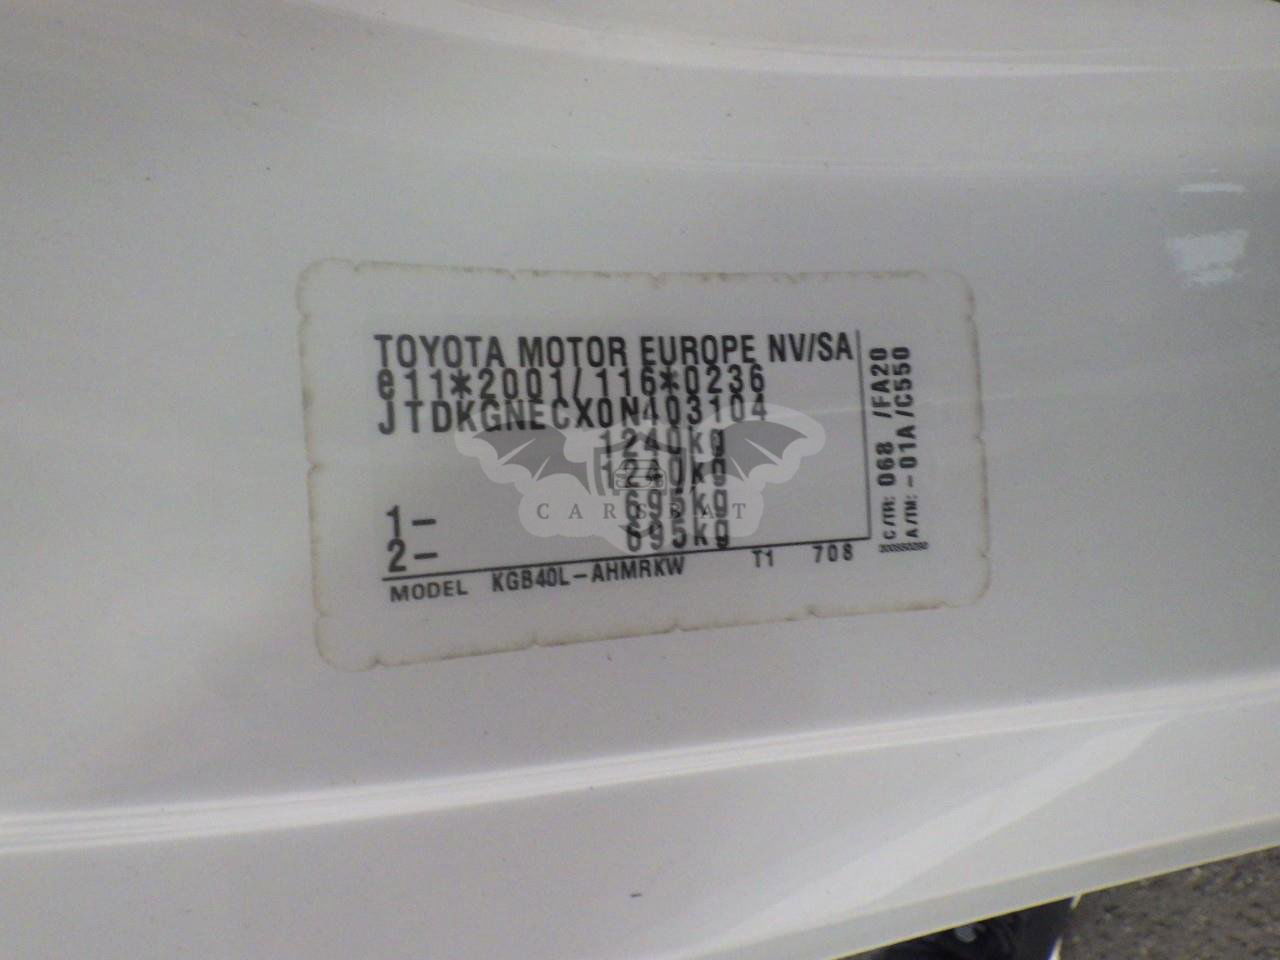 TOYOTA MOTOR EUROPE NV/SA
e11*2001/116*0236
JTDKGNECX0N403104
1240kg
1240kg
1- 695kg
2- 695kg
MODEL KGB40L-AHMRKW T1 708
C/TR: 068 /FA20
A/TM: -01A /C550
CARSBAT